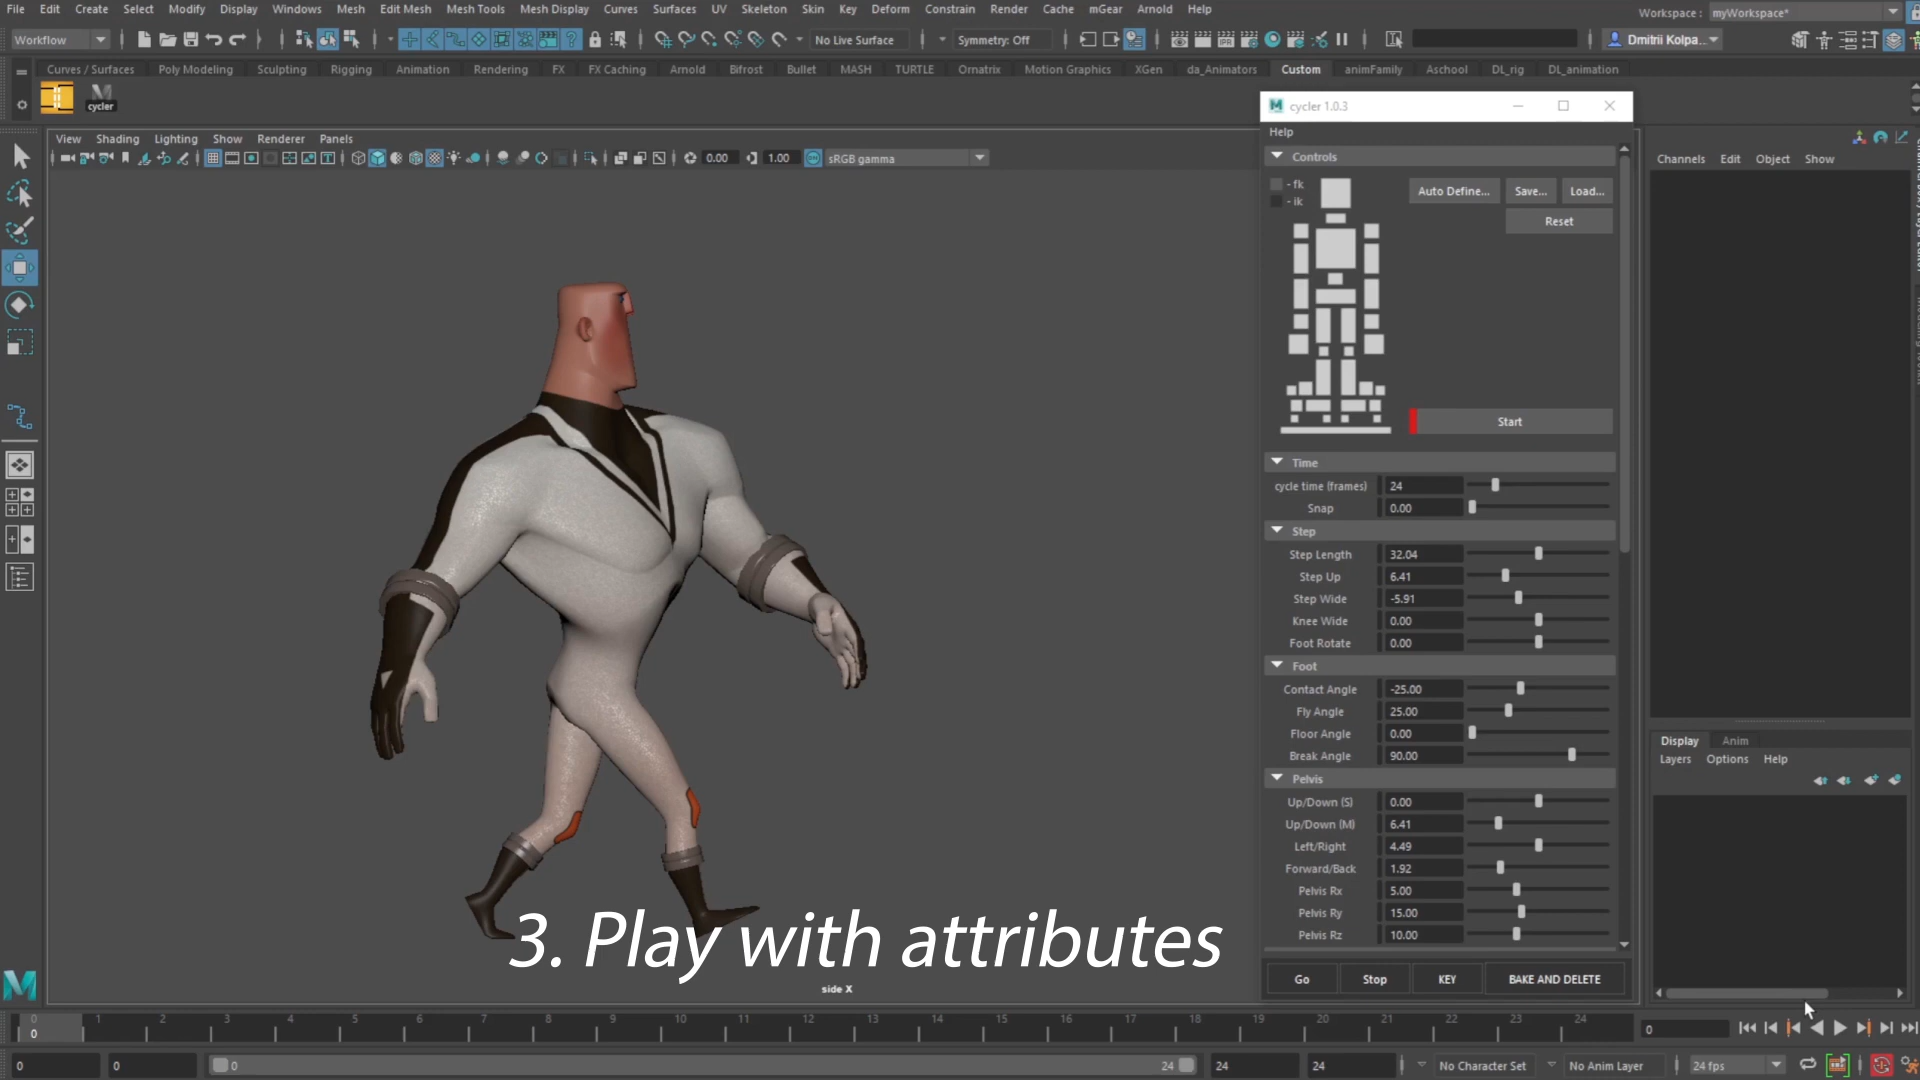 File Edit Create Select Modify Display Windows Mesh Edit Mesh Mesh Tools Mesh Display Curves Surfaces UV Skeleton Skin Key Deform Constrain Render Cache mGear Arnold Help
Workspace : myWorkspace*
Workflow No Live Surface Symmetry: Off Dmitrii Kolpa...
Curves / Surfaces Poly Modeling Sculpting Rigging Animation Rendering FX FX Caching Arnold Bifrost Bullet MASH TURTLE Ornatrix Motion Graphics XGen da_Animators Custom animFamily Aschool DL_rig DL_animation
cycler
cycler 1.0.3
View Shading Lighting Show Renderer Panels
0.00 1.00 sRGB gamma
Help
Controls
- fk
- ik
Auto Define... Save... Load...
Reset
Start
Time
cycle time (frames) 24
Snap 0.00
Step
Step Length 32.04
Step Up 6.41
Step Wide -5.91
Knee Wide 0.00
Foot Rotate 0.00
Foot
Contact Angle -25.00
Fly Angle 25.00
Floor Angle 0.00
Break Angle 90.00
Pelvis
Up/Down (S) 0.00
Up/Down (M) 6.41
Left/Right 4.49
Forward/Back 1.92
Pelvis Rx 5.00
Pelvis Ry 15.00
Pelvis Rz 10.00
Go Stop KEY BAKE AND DELETE
Channels Edit Object Show
Display Anim
Layers Options Help
3. Play with attributes
side X
0 1 2 3 4 5 6 7 8 9 10 11 12 13 14 15 16 17 18 19 20 21 22 23 24
0 0
0 0 0 24 24 24 No Character Set No Anim Layer 24 fps